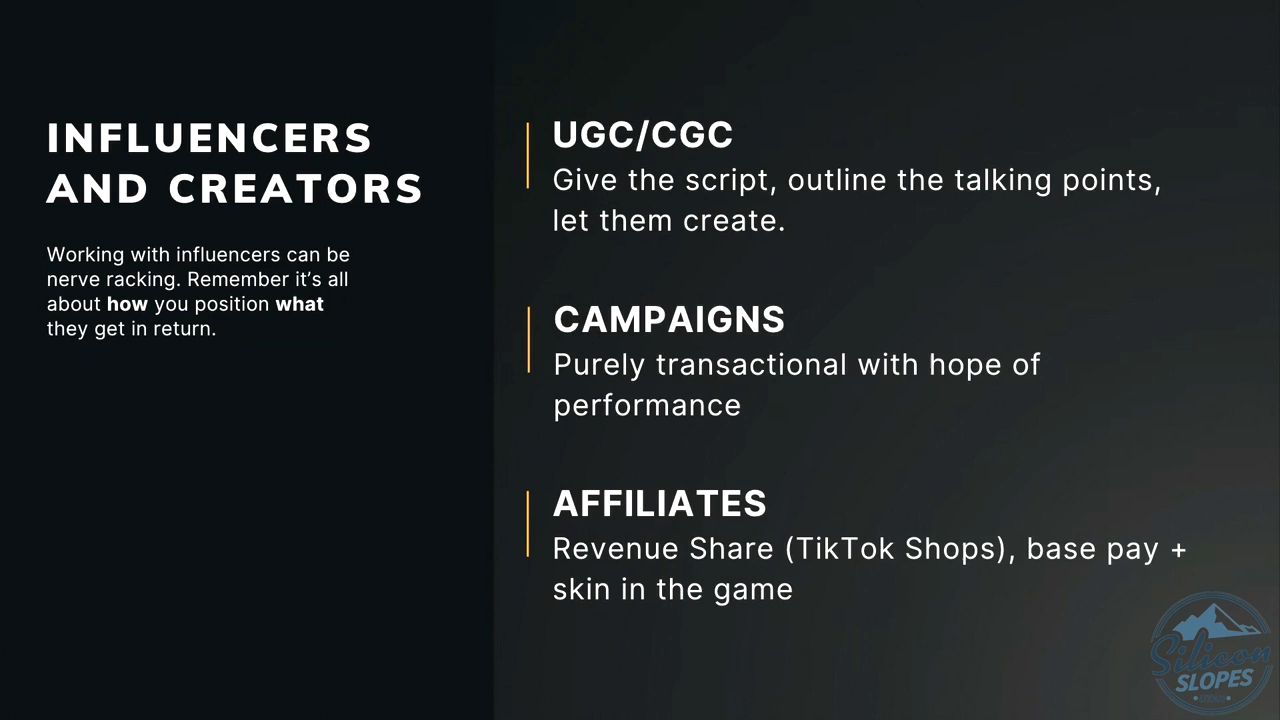 INFLUENCERS
AND CREATORS
Working with influencers can be
nerve racking. Remember it’s all
about how you position what
they get in return.
UGC/CGC
Give the script, outline the talking points,
let them create.
CAMPAIGNS
Purely transactional with hope of
performance
AFFILIATES
Revenue Share (TikTok Shops), base pay +
skin in the game
Silicon
SLOPES